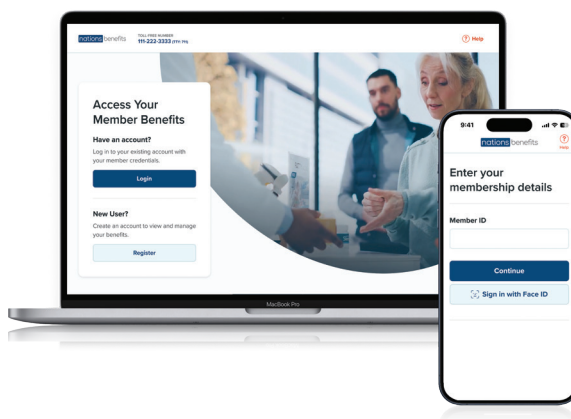 nations benefits
TOLL-FREE NUMBER
111-222-3333 (TTY: 711)
Help
Access Your
Member Benefits
Have an account?
Log in to your existing account with
your member credentials.
Login
New User?
Create an account to view and manage
your benefits.
Register
MacBook Pro
9:41
nations benefits
Help
Enter your
membership details
Member ID
Continue
Sign in with Face ID